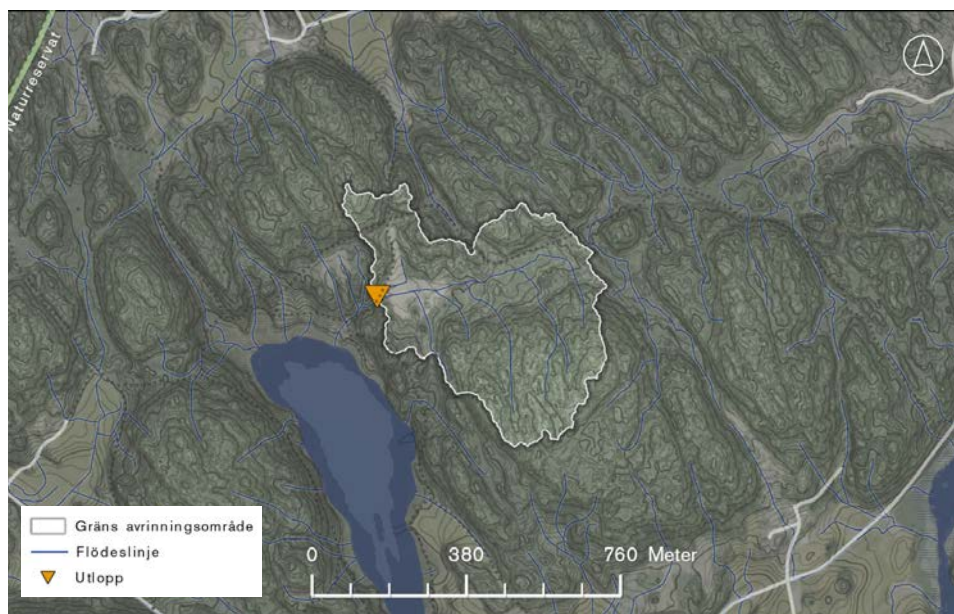 Naturreservat
Gräns avrinningsområde
Flödeslinje
Utlopp
0 380 760 Meter